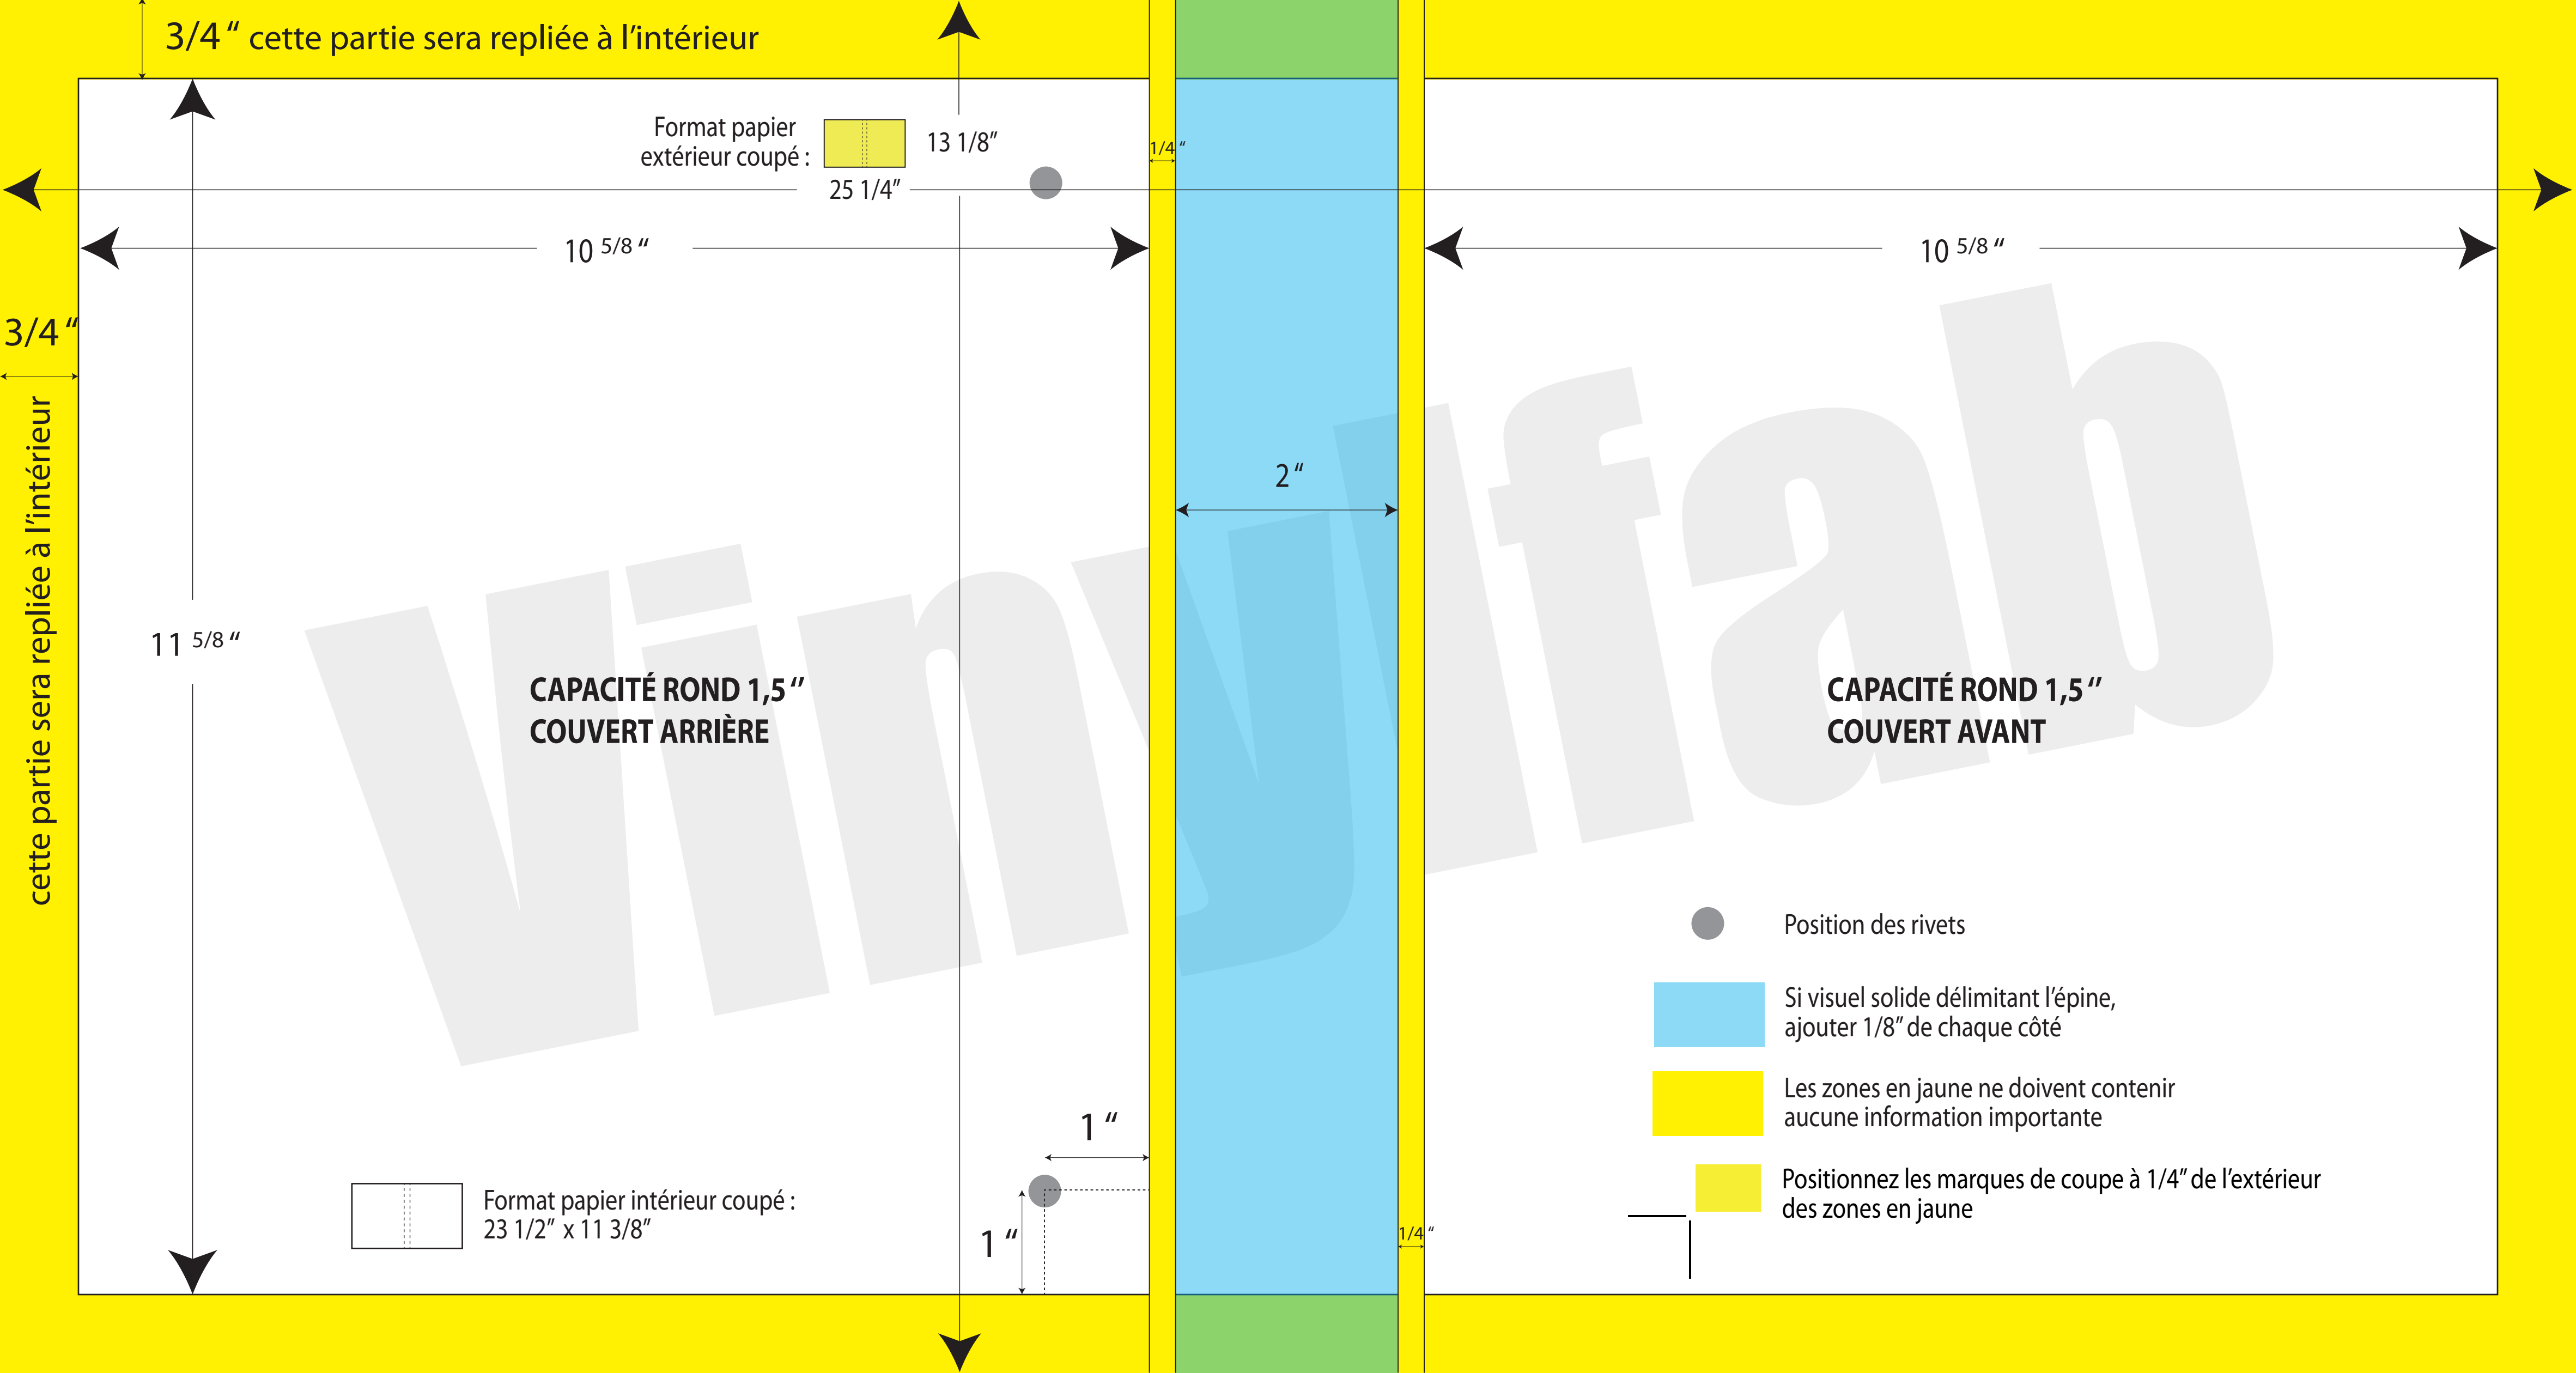 3/4 “ cette partie sera repliée à l’intérieur
Format papier
extérieur coupé :
13 1/8”
25 1/4”
1/4 “
10 5/8 “
10 5/8 “
3/4 “
cette partie sera repliée à l’intérieur
2 “
11 5/8 “
Vinylfab
CAPACITÉ ROND 1,5 ‘’
COUVERT ARRIÈRE
CAPACITÉ ROND 1,5 ‘’
COUVERT AVANT
Position des rivets
Si visuel solide délimitant l’épine,
ajouter 1/8” de chaque côté
Les zones en jaune ne doivent contenir
aucune information importante
Positionnez les marques de coupe à 1/4” de l’extérieur
des zones en jaune
1 “
1 “
1/4 “
Format papier intérieur coupé :
23 1/2” x 11 3/8”